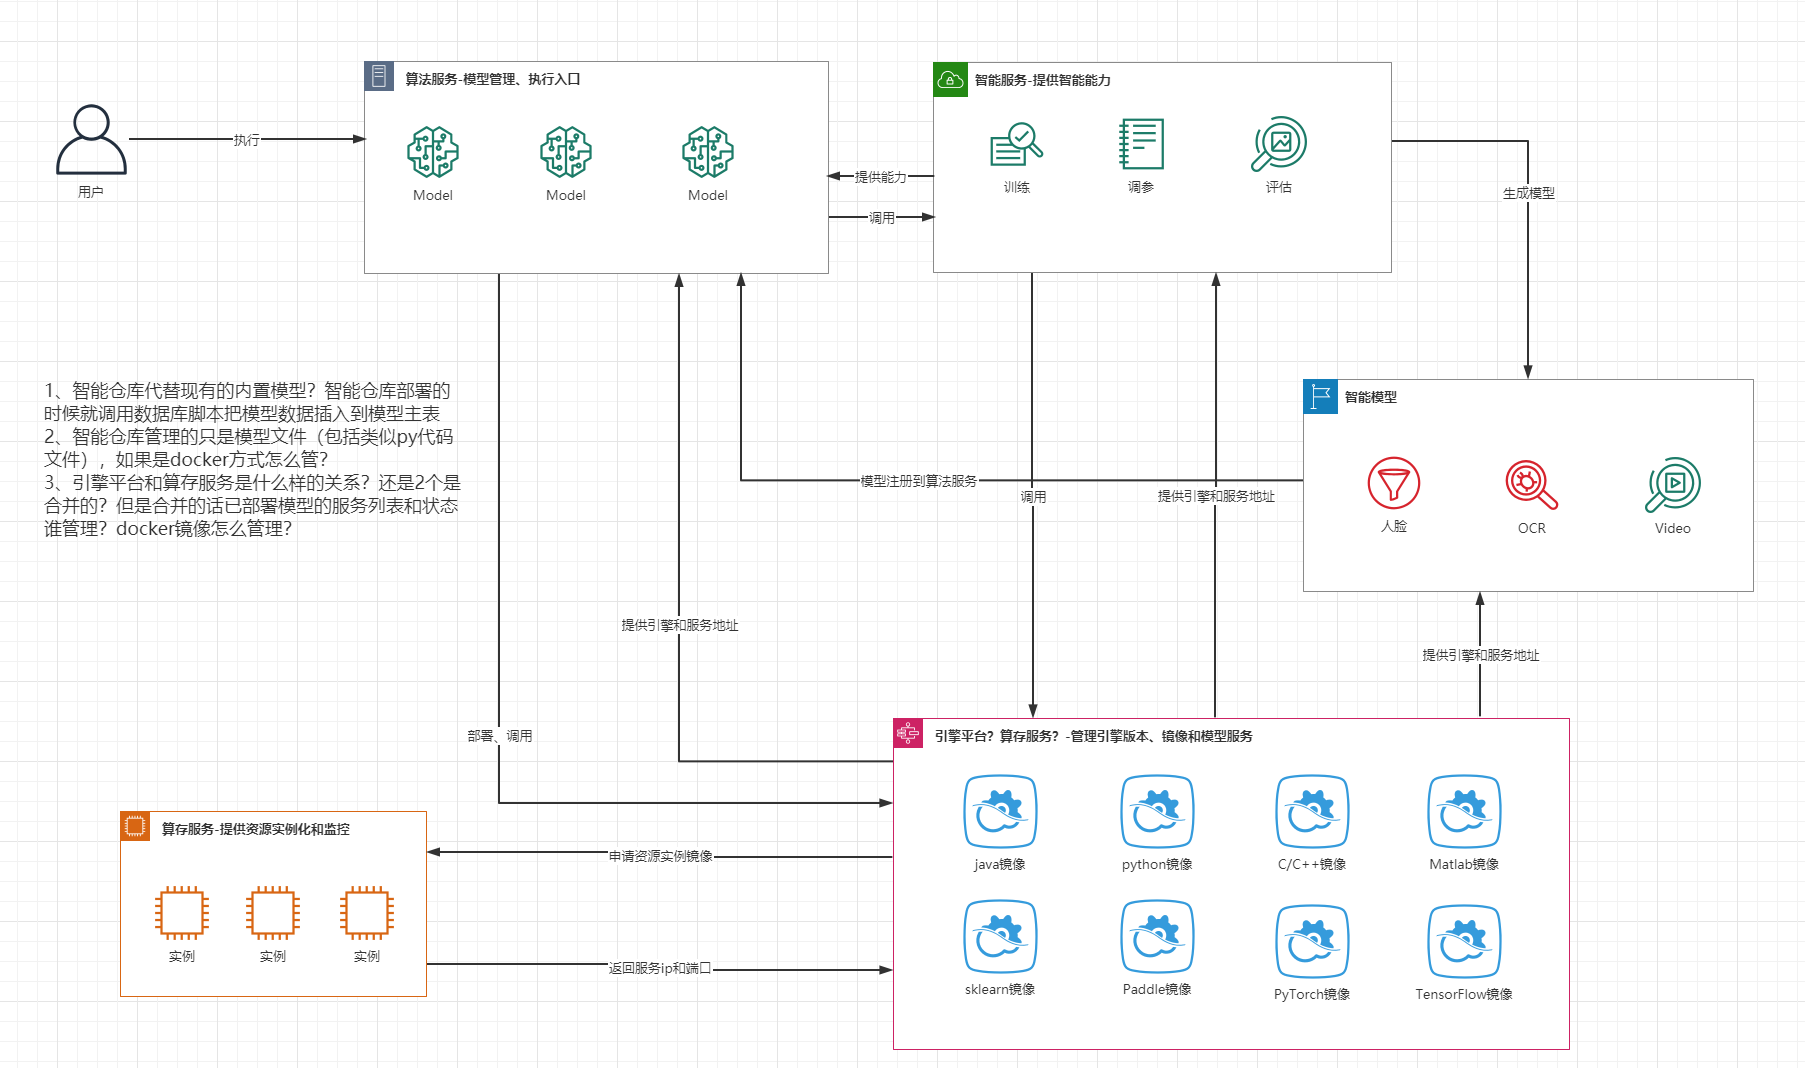 算法服务-模型管理、执行入口
智能服务-提供智能能力
用户
执行
Model
Model
Model
提供能力
调用
训练
调参
评估
生成模型
1、智能仓库代替现有的内置模型？智能仓库部署的
时候就调用数据库脚本把模型数据插入到模型主表
2、智能仓库管理的只是模型文件（包括类似py代码
文件），如果是docker方式怎么管？
3、引擎平台和算存服务是什么样的关系？还是2个是
合并的？但是合并的话已部署模型的服务列表和状态
谁管理？docker镜像怎么管理？
智能模型
人脸
OCR
Video
模型注册到算法服务
调用
提供引擎和服务地址
提供引擎和服务地址
提供引擎和服务地址
部署、调用
引擎平台？算存服务？-管理引擎版本、镜像和模型服务
java镜像
python镜像
C/C++镜像
Matlab镜像
sklearn镜像
Paddle镜像
PyTorch镜像
TensorFlow镜像
算存服务-提供资源实例化和监控
实例
实例
实例
申请资源实例镜像
返回服务ip和端口